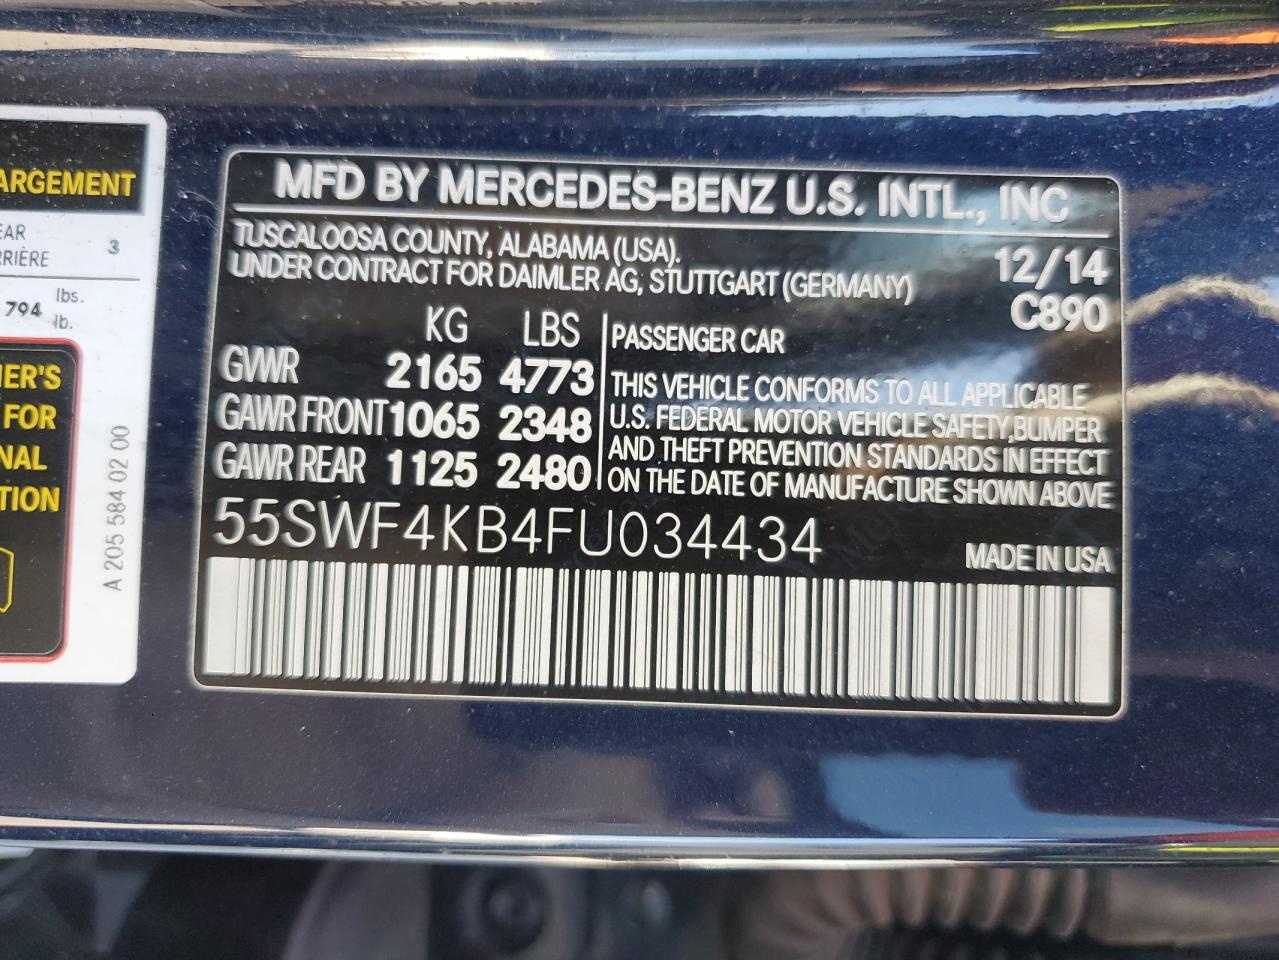 ARGEMENT
EAR
RIÈRE 3
794 lbs.
lb.
ER'S
FOR
NAL
TION
A 205 584 02 00
MFD BY MERCEDES-BENZ U.S. INTL., INC
TUSCALOOSA COUNTY, ALABAMA (USA).
UNDER CONTRACT FOR DAIMLER AG, STUTTGART (GERMANY)
12/14
C890
KG LBS
GVWR 2165 4773
GAWR FRONT 1065 2348
GAWR REAR 1125 2480
PASSENGER CAR
THIS VEHICLE CONFORMS TO ALL APPLICABLE
U.S. FEDERAL MOTOR VEHICLE SAFETY,BUMPER
AND THEFT PREVENTION STANDARDS IN EFFECT
ON THE DATE OF MANUFACTURE SHOWN ABOVE
55SWF4KB4FU034434
MADE IN USA